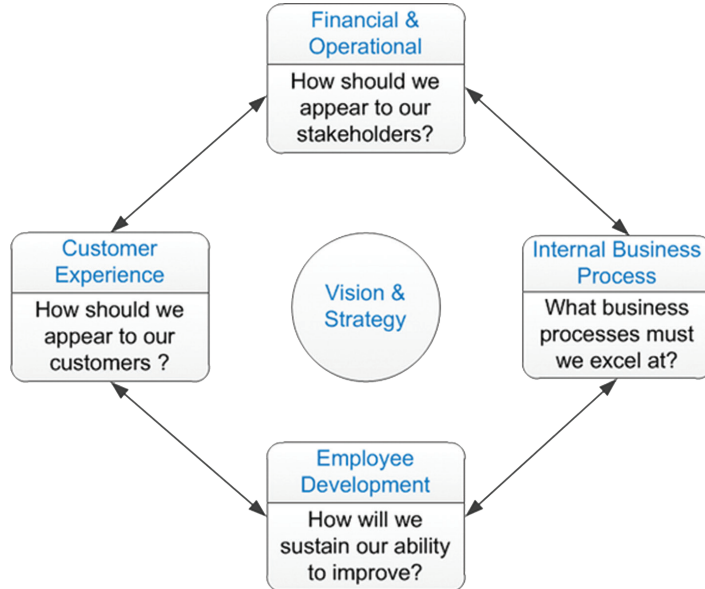 Financial &
Operational
How should we
appear to our
stakeholders?
Customer
Experience
How should we
appear to our
customers ?
Vision &
Strategy
Internal Business
Process
What business
processes must
we excel at?
Employee
Development
How will we
sustain our ability
to improve?